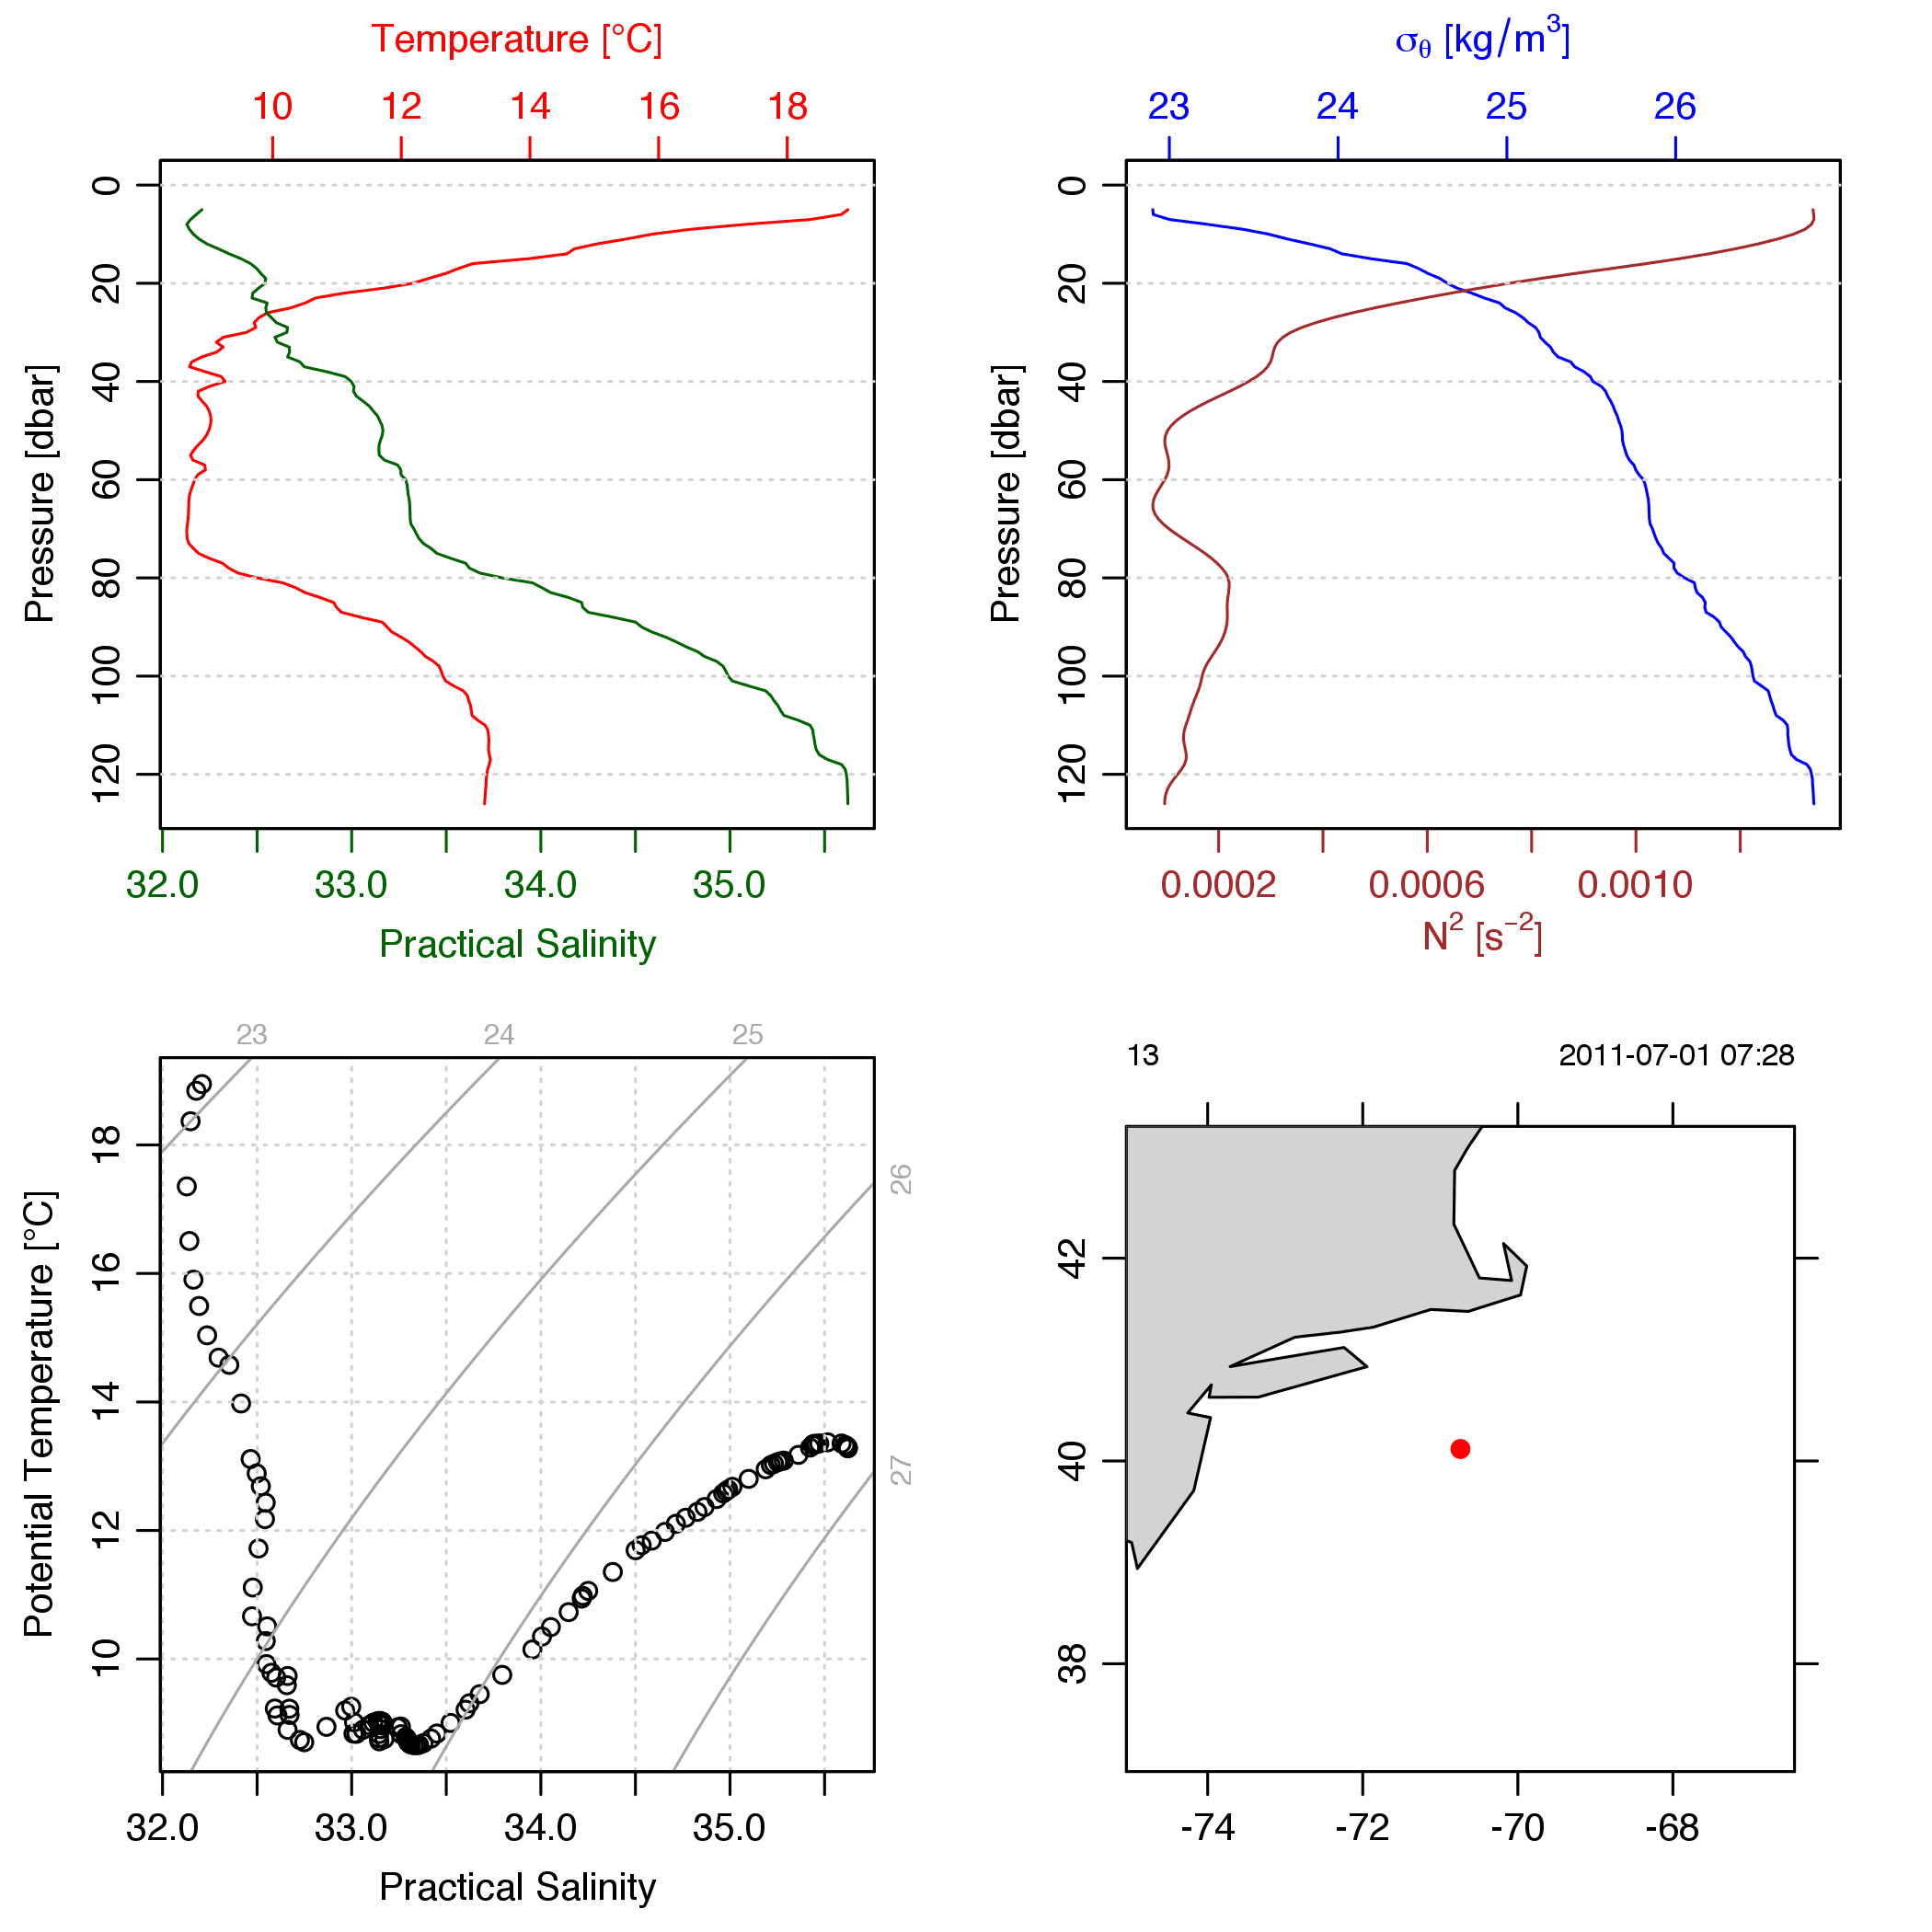 Temperature [°C]
10 12 14 16 18
0 20 40 60 80 100 120
Pressure [dbar]
32.0 33.0 34.0 35.0
Practical Salinity
σθ [kg/m³]
23 24 25 26
0 20 40 60 80 100 120
Pressure [dbar]
0.0002 0.0006 0.0010
N² [s⁻²]
23 24 25
26
27
18 16 14 12 10
Potential Temperature [°C]
32.0 33.0 34.0 35.0
Practical Salinity
13 2011-07-01 07:28
42 40 38
-74 -72 -70 -68